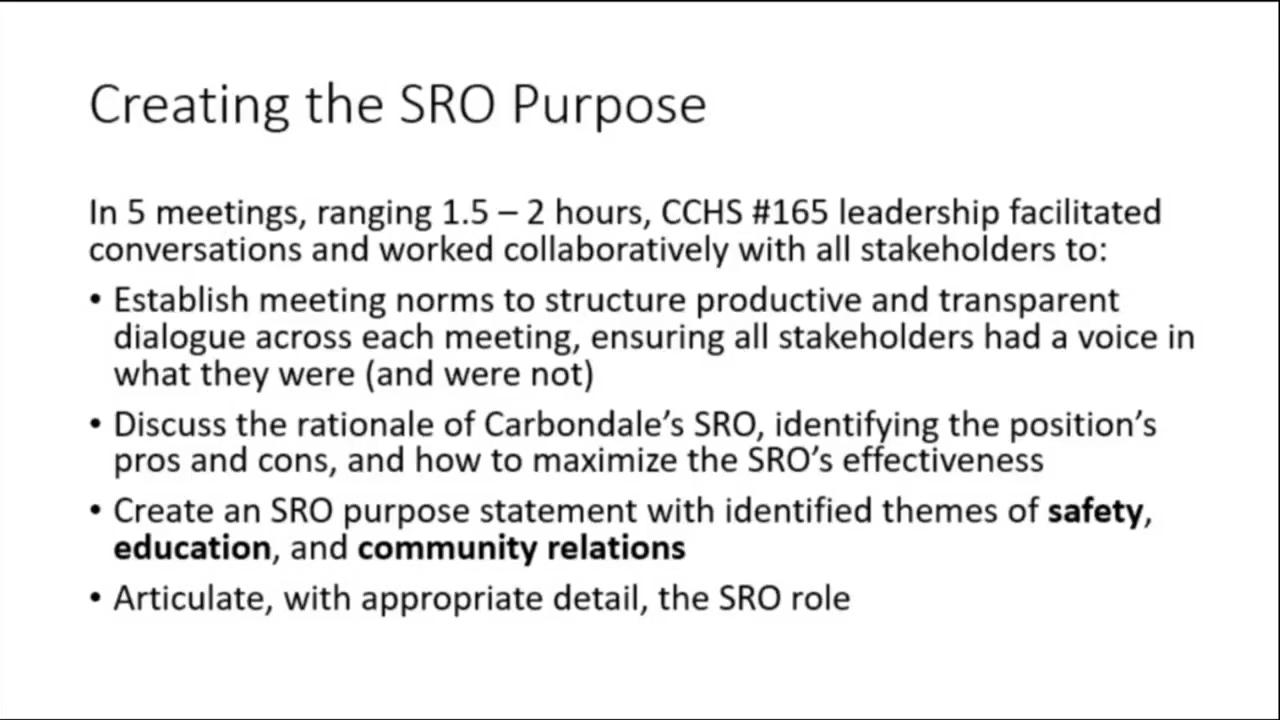 Creating the SRO Purpose
In 5 meetings, ranging 1.5 – 2 hours, CCHS #165 leadership facilitated
conversations and worked collaboratively with all stakeholders to:
• Establish meeting norms to structure productive and transparent
dialogue across each meeting, ensuring all stakeholders had a voice in
what they were (and were not)
• Discuss the rationale of Carbondale’s SRO, identifying the position’s
pros and cons, and how to maximize the SRO’s effectiveness
• Create an SRO purpose statement with identified themes of safety,
education, and community relations
• Articulate, with appropriate detail, the SRO role